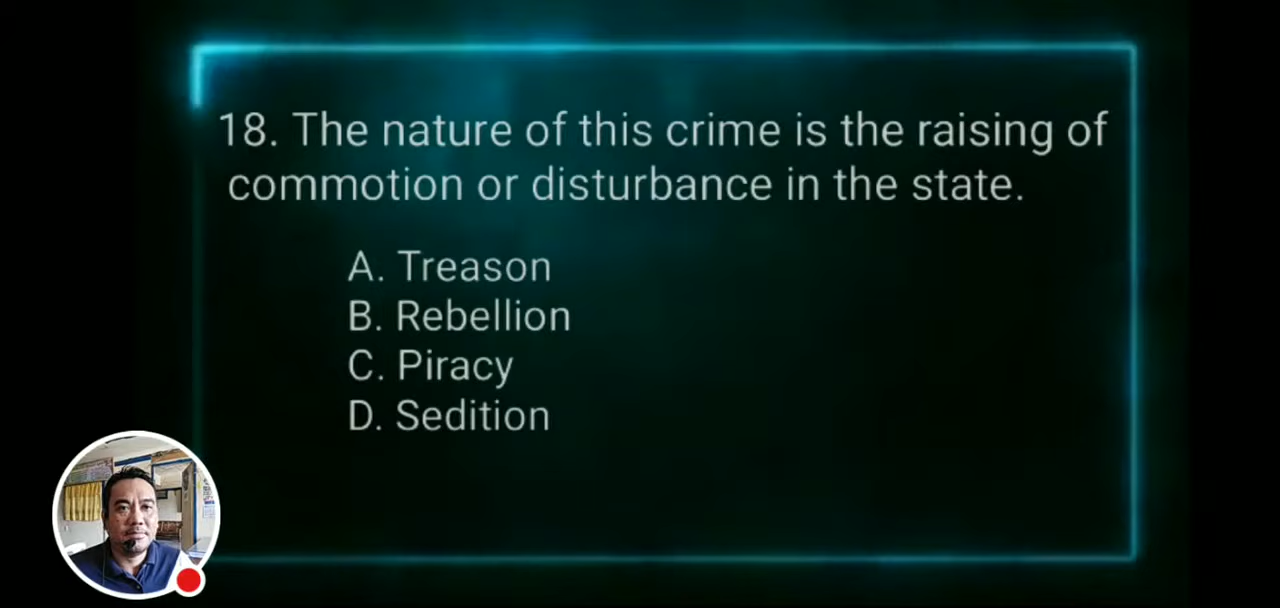 18. The nature of this crime is the raising of
commotion or disturbance in the state.
A. Treason
B. Rebellion
C. Piracy
D. Sedition